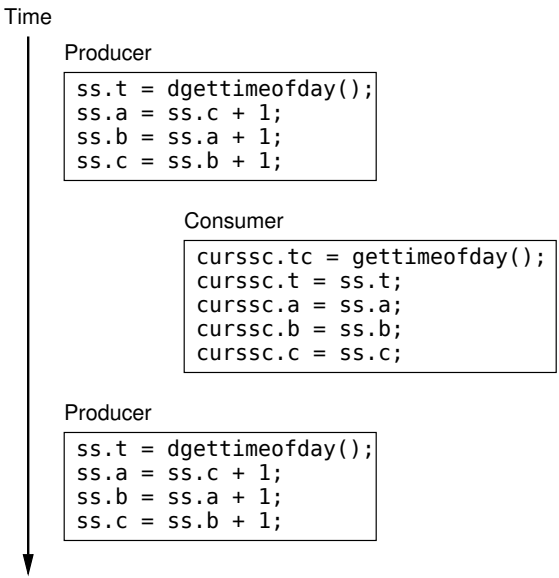 Time
Producer
ss.t = dgettimeofday();
ss.a = ss.c + 1;
ss.b = ss.a + 1;
ss.c = ss.b + 1;
Consumer
curssc.tc = gettimeofday();
curssc.t = ss.t;
curssc.a = ss.a;
curssc.b = ss.b;
curssc.c = ss.c;
Producer
ss.t = dgettimeofday();
ss.a = ss.c + 1;
ss.b = ss.a + 1;
ss.c = ss.b + 1;